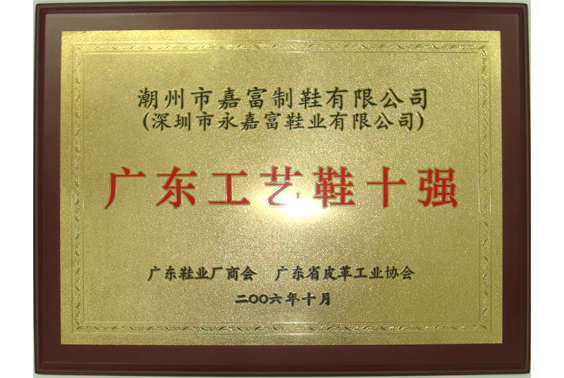 潮州市嘉富制鞋有限公司
(深圳市永嘉富鞋业有限公司)
广东工艺鞋十强
广东鞋业厂商会 广东省皮革工业协会
二〇〇六年十月